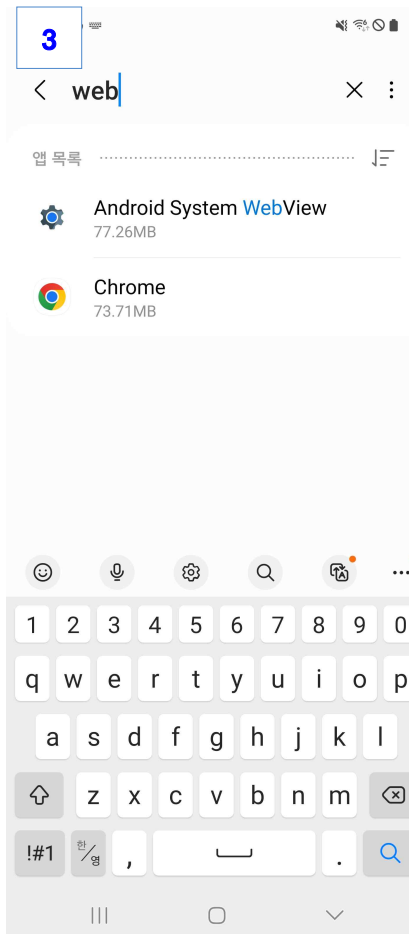 3
web
앱 목록
Android System WebView
77.26MB
Chrome
73.71MB
1 2 3 4 5 6 7 8 9 0
q w e r t y u i o p
a s d f g h j k l
z x c v b n m
!#1 한/영 , .